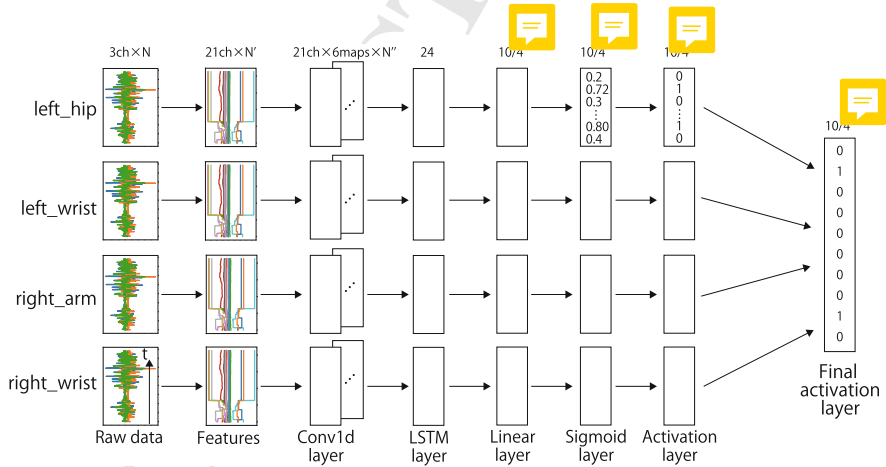 3ch×N
21ch×N'
21ch×6maps×N''
24
10/4
10/4
10/4
left_hip
0.2
0.72
0.3
0.80
0.4
0
1
0
1
0
left_wrist
right_arm
right_wrist
t
10/4
0
1
0
0
0
0
0
0
1
0
Final
activation
layer
Raw data
Features
Conv1d
layer
LSTM
layer
Linear
layer
Sigmoid
layer
Activation
layer